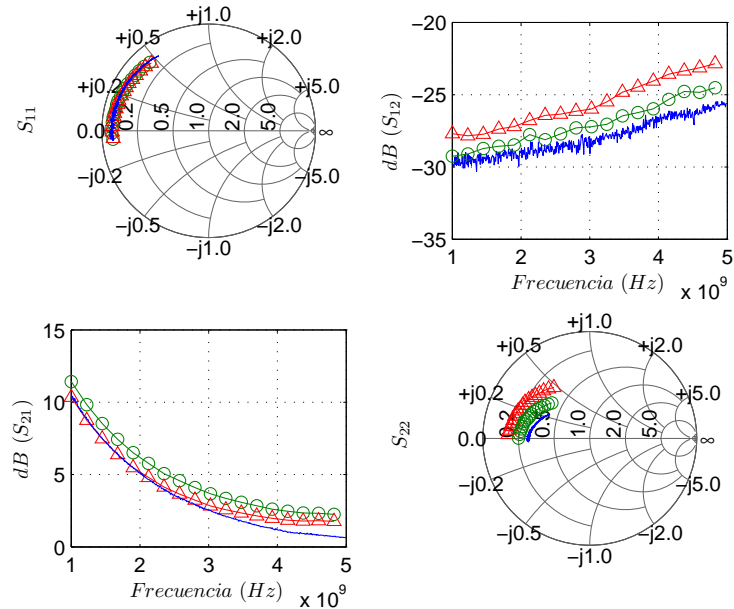 +j1.0
+j0.5
+j2.0
+j0.2
+j5.0
0.2
0.5
1.0
2.0
5.0
0.0
∞
−j0.2
−j5.0
−j0.5
−j2.0
−j1.0
S11
−20
−25
−30
−35
1
2
3
4
5
x 10^9
dB (S12)
Frecuencia (Hz)
15
10
5
0
1
2
3
4
5
x 10^9
dB (S21)
Frecuencia (Hz)
+j1.0
+j0.5
+j2.0
+j0.2
+j5.0
0.2
0.5
1.0
2.0
5.0
0.0
∞
−j0.2
−j5.0
−j0.5
−j2.0
−j1.0
S22